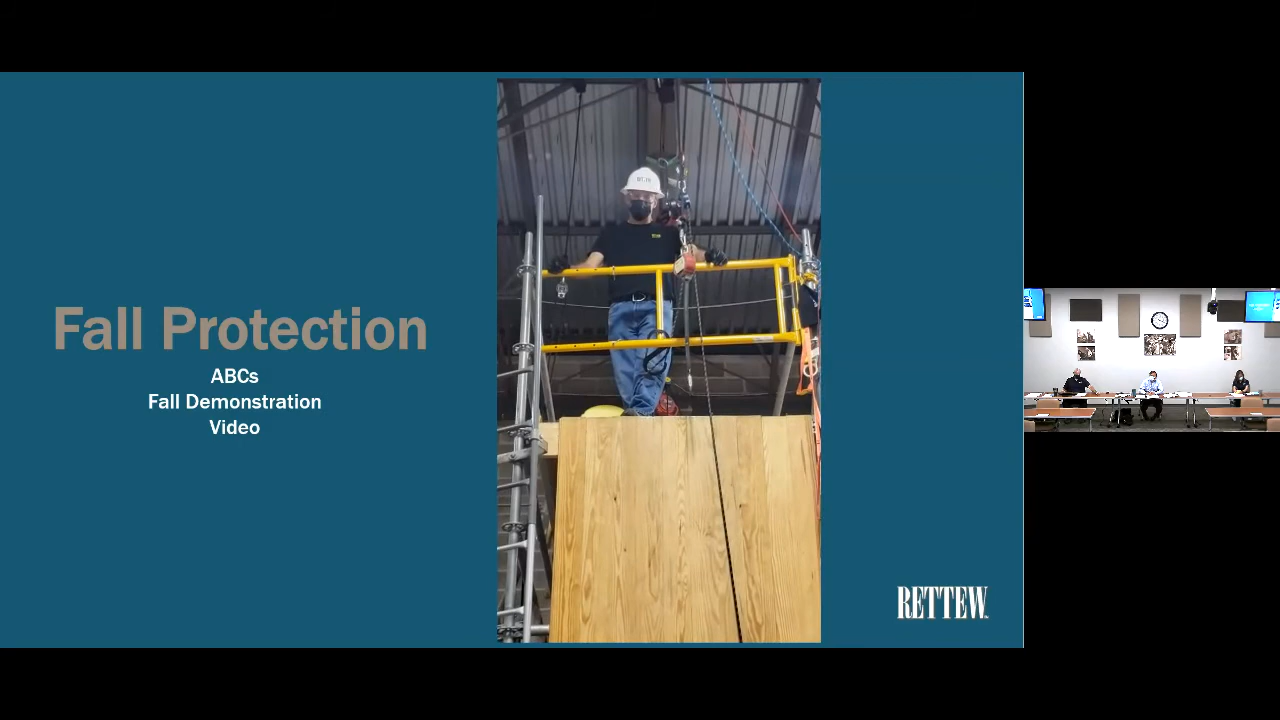 Fall Protection
ABCs
Fall Demonstration
Video
RETTEW